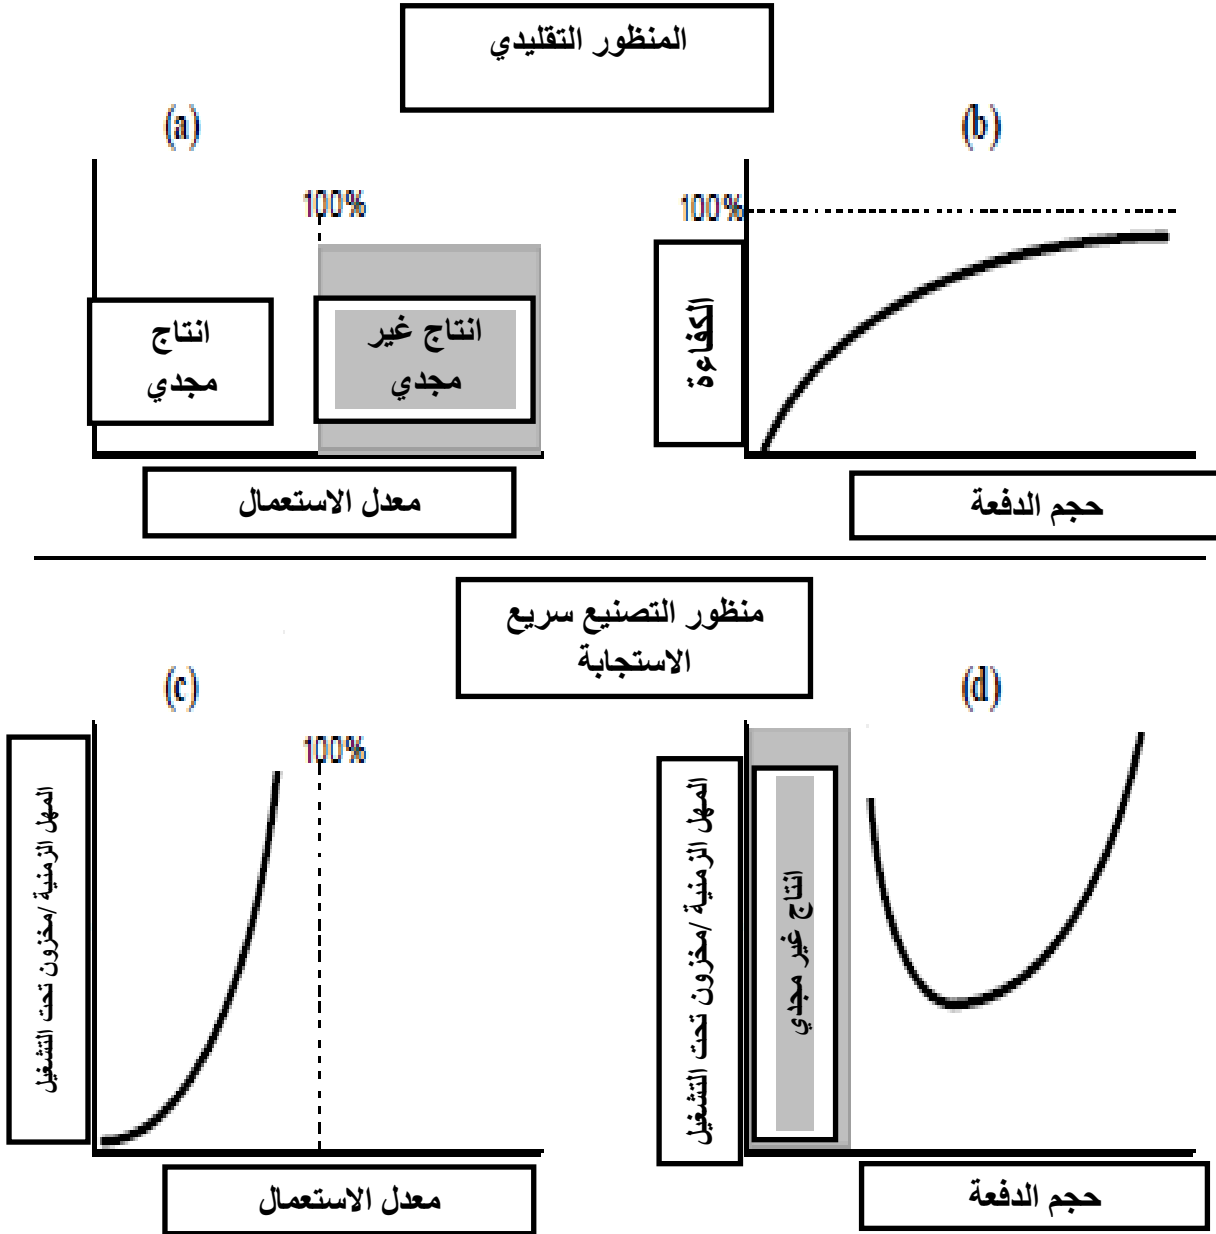 المنظور التقليدي
(a)
(b)
100%
100%
انتاج
مجدي
انتاج غير
مجدي
الكفاءة
معدل الاستعمال
حجم الدفعة
منظور التصنيع سريع
الاستجابة
(c)
(d)
100%
المهل الزمنية /مخزون تحت التشغيل
المهل الزمنية /مخزون تحت التشغيل
انتاج غير مجدي
معدل الاستعمال
حجم الدفعة